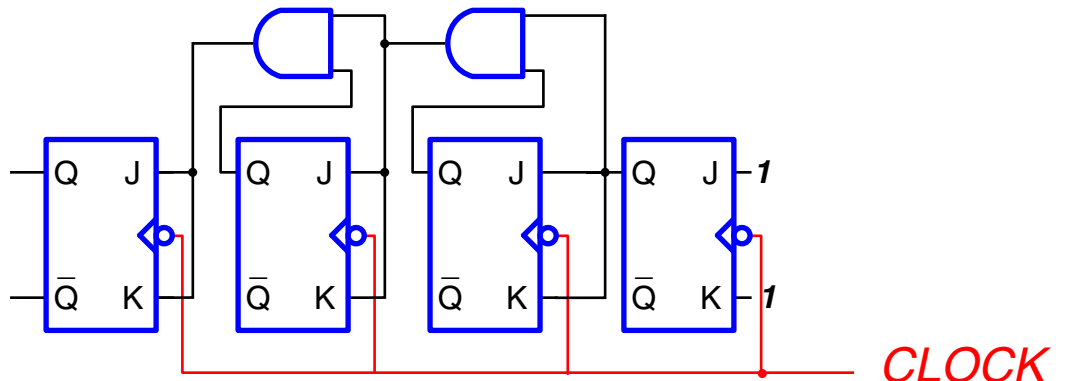 Q J Q J Q J Q J 1
Q̅ K Q̅ K Q̅ K Q̅ K 1
CLOCK